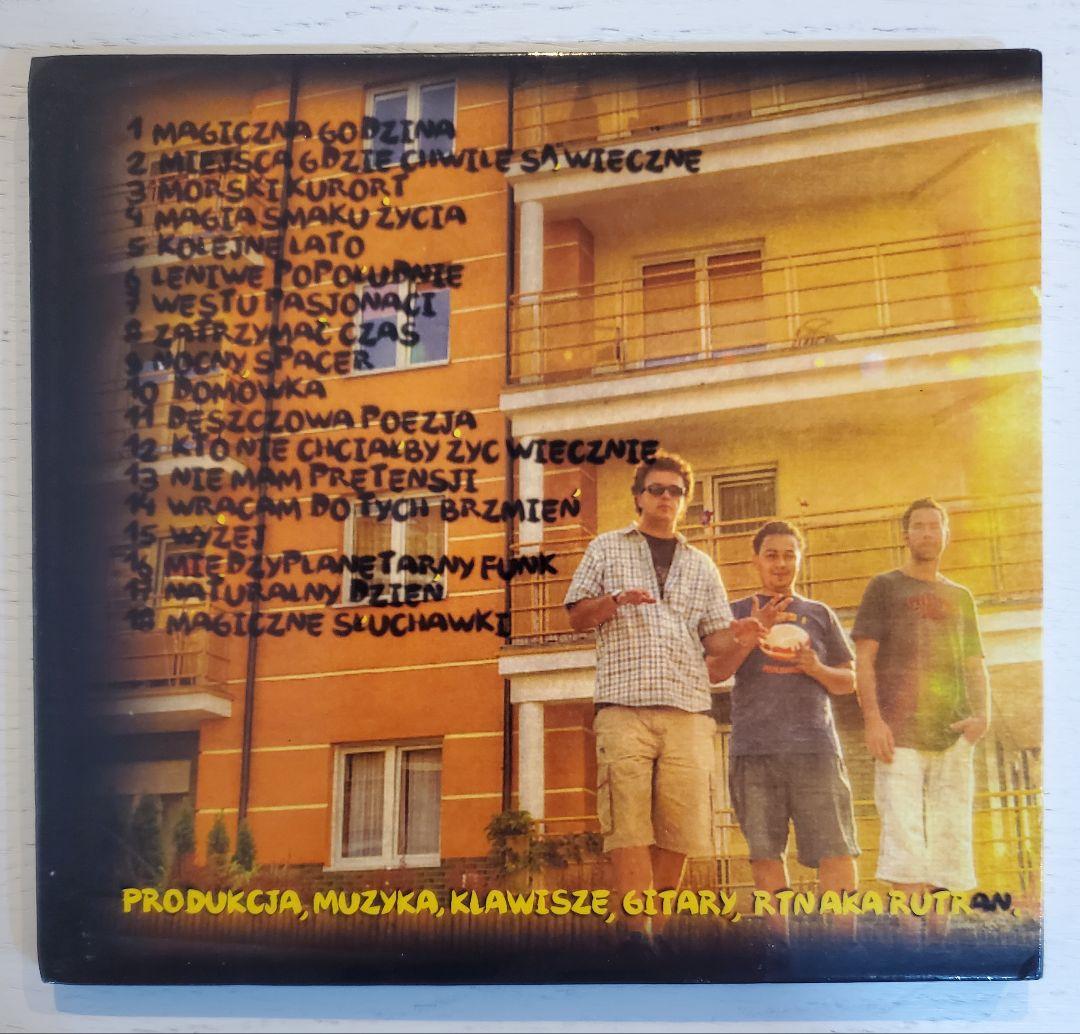 1 MAGICZNA GODZINA
2 MIEJSCA GDZIE CHWILE SĄ WIECZNE
3 MORSKI KURORT
4 MAGIA SMAKU ŻYCIA
5 KOLEJNE LATO
6 LENIWE POPOŁUDNIE
7 WESTU PASJONACI
8 ZATRZYMAĆ CZAS
9 NOCNY SPACER
10 DOMÓWKA
11 DESZCZOWA POEZJA
12 KTO NIE CHCIAŁBY ŻYĆ WIECZNIE
13 NIE MAM PRETENSJI
14 WRACAM DO TYCH BRZMIEŃ
15 WYŻEJ
16 MIĘDZYPLANETARNY FUNK
17 NATURALNY DZIEŃ
18 MAGICZNE SŁUCHAWKI
PRODUKCJA, MUZYKA, KLAWISZE, GITARY, RTN AKA RUTRAN.